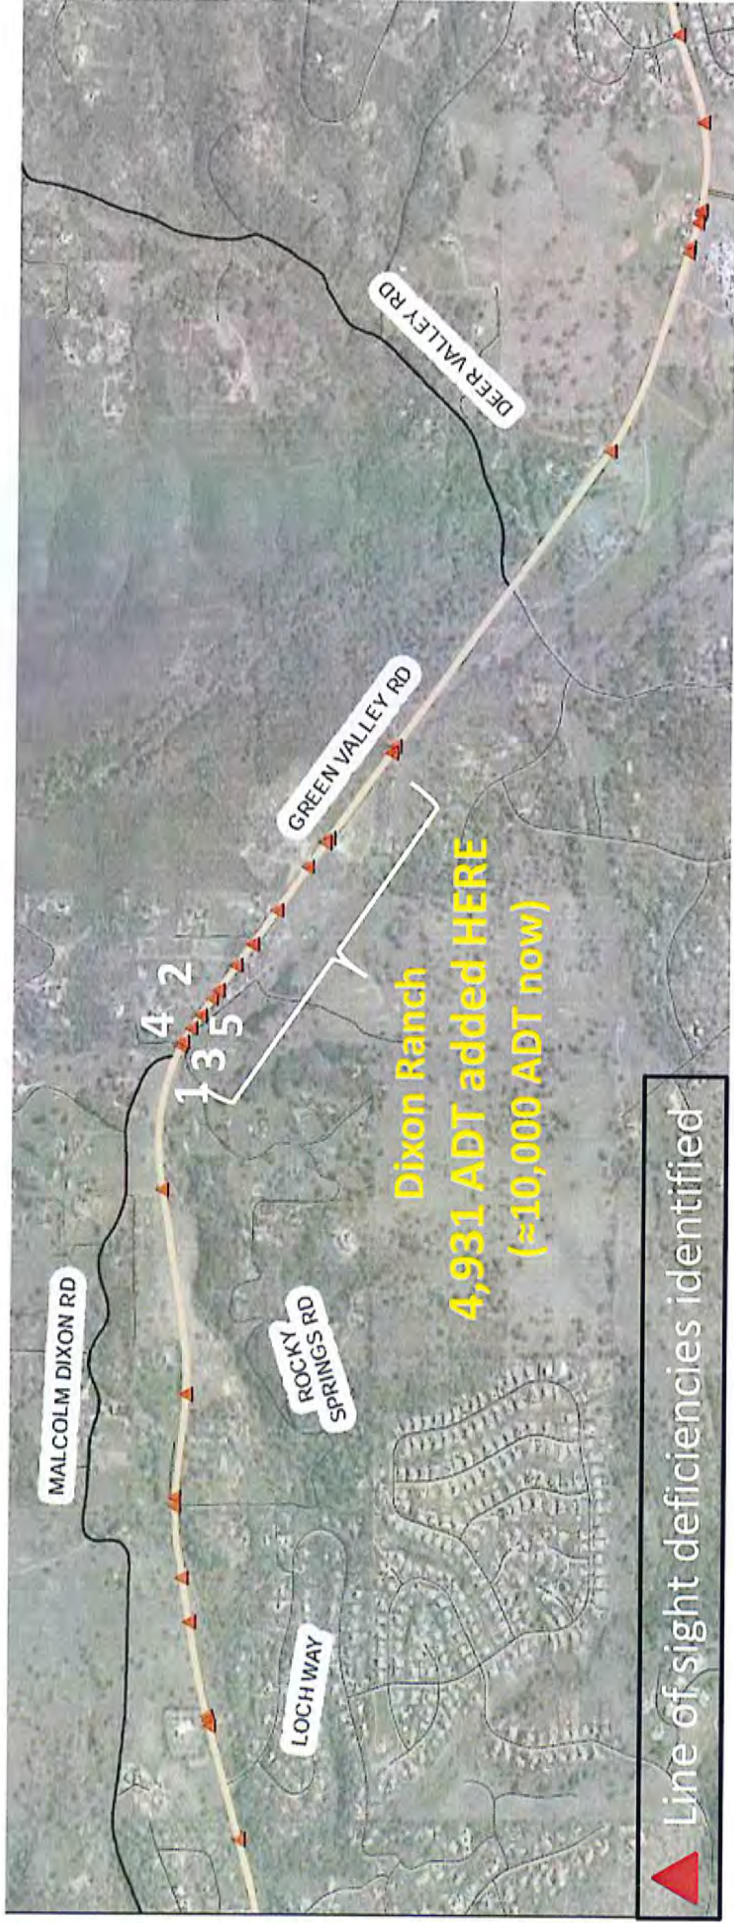 MALCOLM DIXON RD
LOCH WAY
ROCKY
SPRINGS RD
1
3
4
5
2
GREEN VALLEY RD
DEER VALLEY RD
Dixon Ranch
4,931 ADT added HERE
(≈10,000 ADT now)
Line of sight deficiencies identified